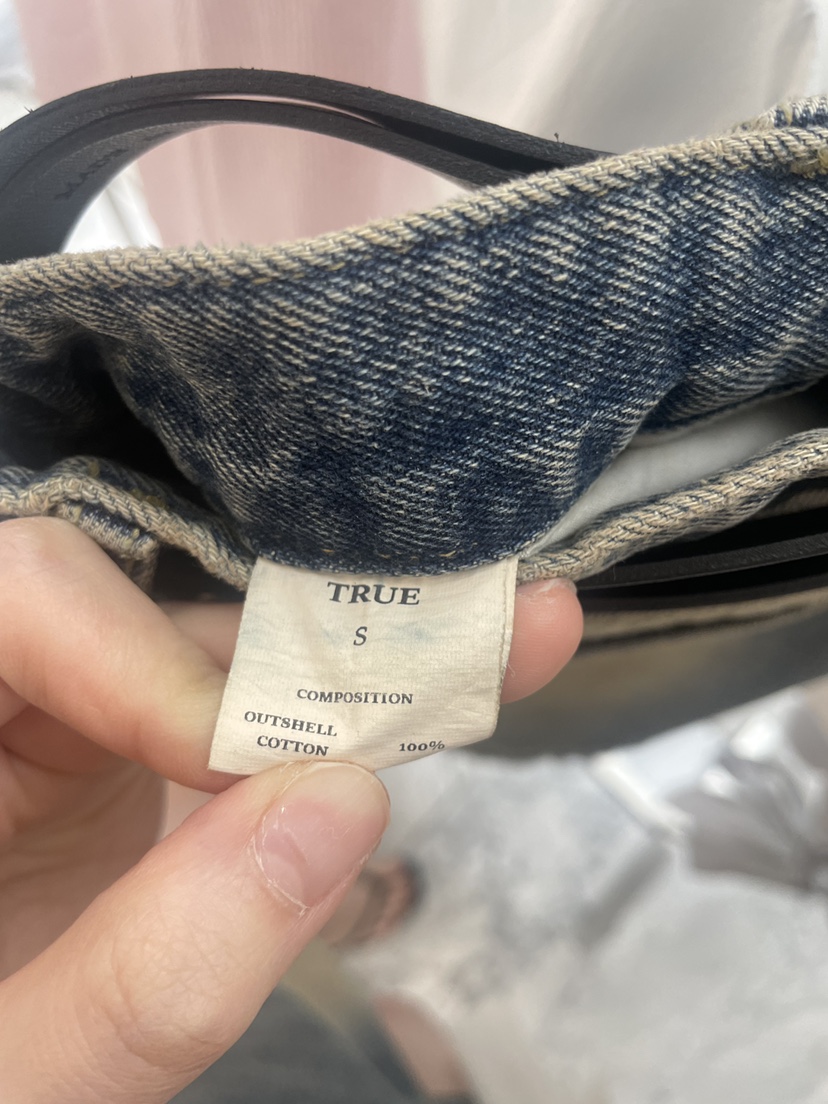 TRUE
S
COMPOSITION
OUTSHELL
COTTON 100%